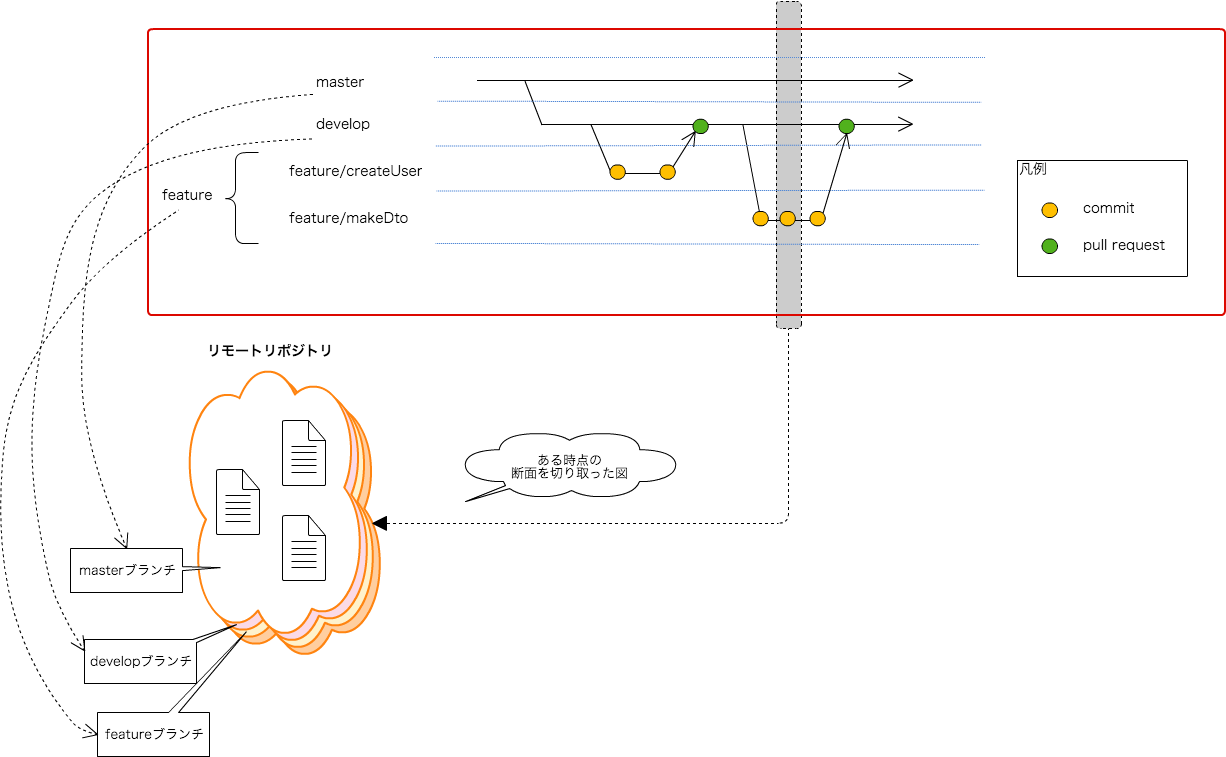 master
develop
feature/createUser
feature
feature/makeDto
凡例
commit
pull request
リモートリポジトリ
ある時点の
断面を切り取った図
masterブランチ
developブランチ
featureブランチ